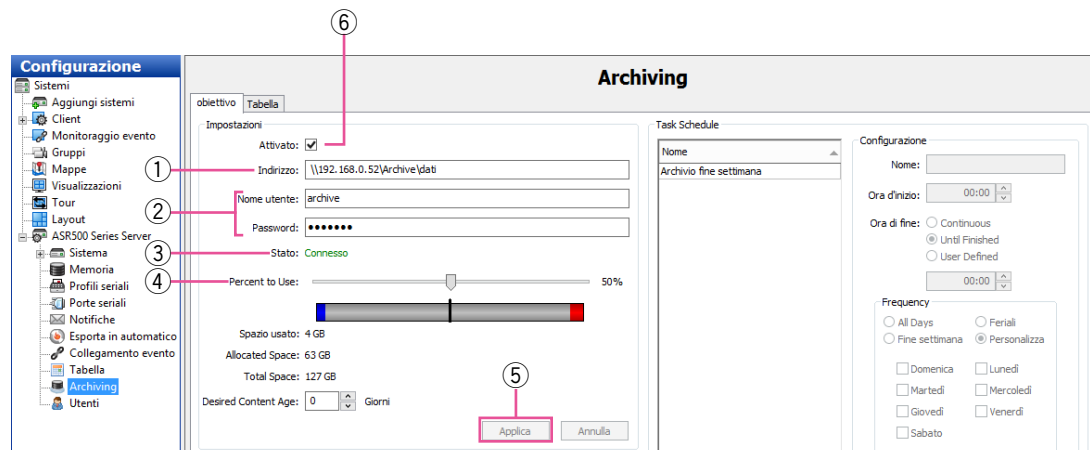 ⑥
Configurazione
Sistemi
Aggiungi sistemi
Client
Monitoraggio evento
Gruppi
Mappe
Visualizzazioni
Tour
Layout
ASR500 Series Server
Sistema
Memoria
Profili seriali
Porte seriali
Notifiche
Esporta in automatico
Collegamento evento
Tabella
Archiving
Utenti
Archiving
obiettivo Tabella
Impostazioni
Attivato:
① Indirizzo: \\192.168.0.52\Archive\dati
② Nome utente: archive
Password: •••••••
③ Stato: Connesso
④ Percent to Use: 50%
Spazio usato: 4 GB
Allocated Space: 63 GB
Total Space: 127 GB
Desired Content Age: 0 Giorni
⑤
Applica Annulla
Task Schedule
Nome
Archivio fine settimana
Configurazione
Nome:
Ora d'inizio: 00:00
Ora di fine: Continuous
Until Finished
User Defined
00:00
Frequency
All Days Feriali
Fine settimana Personalizza
Domenica Lunedì
Martedì Mercoledì
Giovedì Venerdì
Sabato